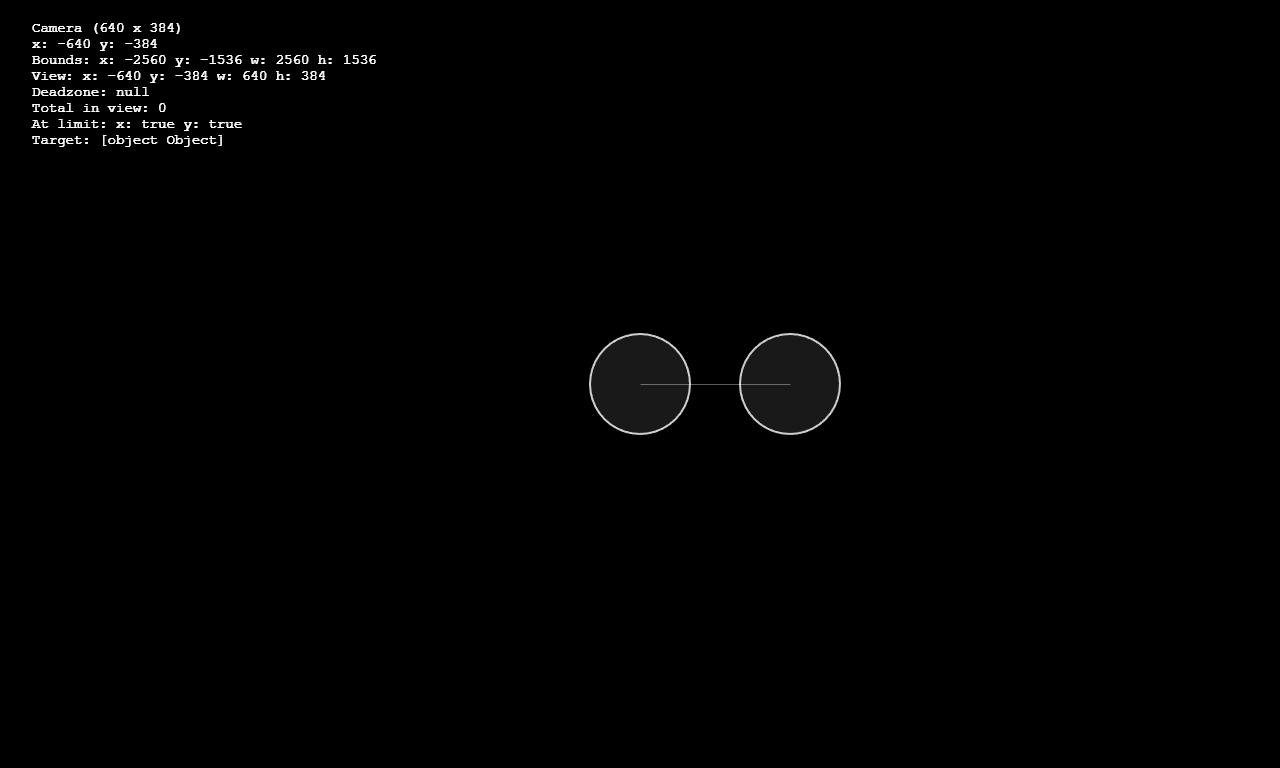 Camera (640 x 384)
x: -640 y: -384
Bounds: x: -2560 y: -1536 w: 2560 h: 1536
View: x: -640 y: -384 w: 640 h: 384
Deadzone: null
Total in view: 0
At limit: x: true y: true
Target: [object Object]